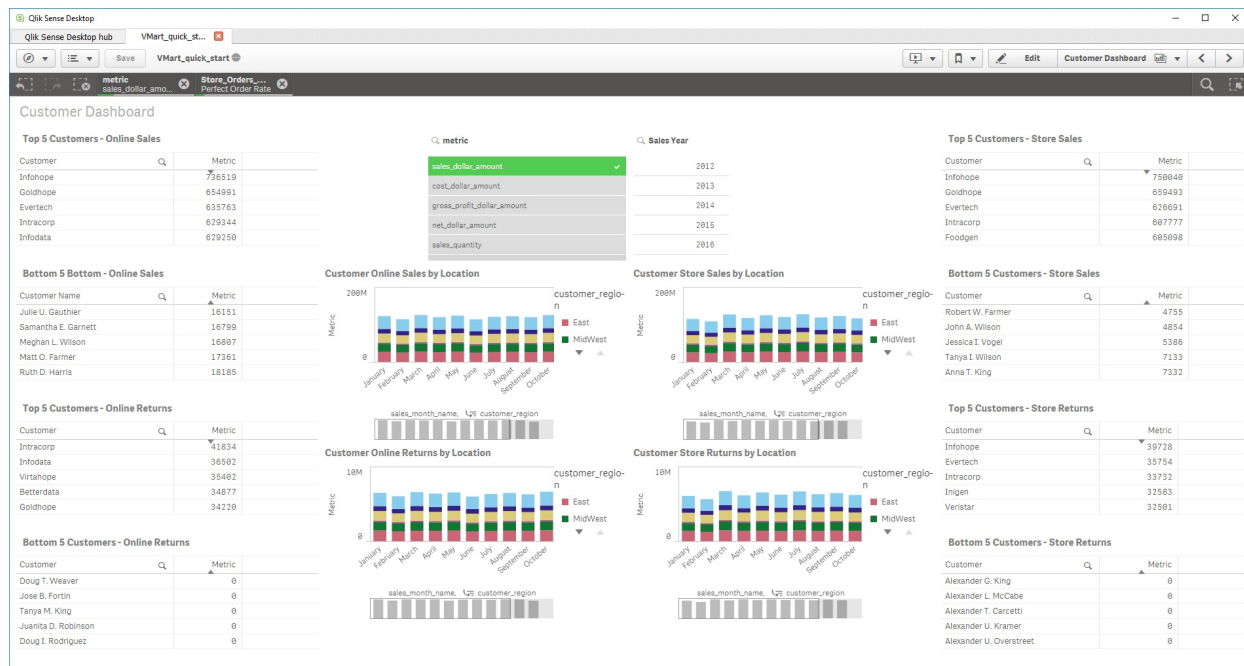 Qlik Sense Desktop
Qlik Sense Desktop hub
VMart_quick_st...
Save
VMart_quick_start
Edit
Customer Dashboard
metric
sales_dollar_amo...
Store_Orders_...
Perfect Order Rate
Customer Dashboard
Top 5 Customers - Online Sales
Customer Metric
Infohope 736519
Goldhope 654991
Evertech 635763
Intracorp 629344
Infodata 629250
Bottom 5 Bottom - Online Sales
Customer Name Metric
Julie U. Gauthier 16151
Samantha E. Garnett 16799
Meghan L. Wilson 16807
Matt O. Farmer 17361
Ruth D. Harris 18185
Top 5 Customers - Online Returns
Customer Metric
Intracorp 41834
Infodata 36502
Virtahope 35402
Betterdata 34877
Goldhope 34220
Bottom 5 Customers - Online Returns
Customer Metric
Doug T. Weaver 0
Jose B. Fortin 0
Tanya M. King 0
Juanita D. Robinson 0
Doug I. Rodriguez 0
metric
sales_dollar_amount
cost_dollar_amount
gross_profit_dollar_amount
net_dollar_amount
sales_quantity
Sales Year
2012
2013
2014
2015
2016
Customer Online Sales by Location
200M
Metric
0
January February March April May June July August September October
customer_regio-
n
East
MidWest
sales_month_name, customer_region
Customer Store Sales by Location
200M
Metric
0
January February March April May June July August September October
customer_regio-
n
East
MidWest
sales_month_name, customer_region
Customer Online Returns by Location
10M
Metric
0
January February March April May June July August September October
customer_regio-
n
East
MidWest
sales_month_name, customer_region
Customer Store Ruturns by Location
10M
Metric
0
January February March April May June July August September October
customer_regio-
n
East
MidWest
sales_month_name, customer_region
Top 5 Customers - Store Sales
Customer Metric
Infohope 750040
Goldhope 659493
Evertech 626691
Intracorp 607777
Foodgen 605098
Bottom 5 Customers - Store Sales
Customer Metric
Robert W. Farmer 4755
John A. Wilson 4854
Jessica I. Vogel 5386
Tanya I. Wilson 7133
Anna T. King 7332
Top 5 Customers - Store Returns
Customer Metric
Infohope 39728
Evertech 35754
Intracorp 33732
Inigen 32583
Veristar 32501
Bottom 5 Customers - Store Returns
Customer Metric
Alexander G. King 0
Alexander L. McCabe 0
Alexander T. Carcetti 0
Alexander U. Kramer 0
Alexander U. Overstreet 0